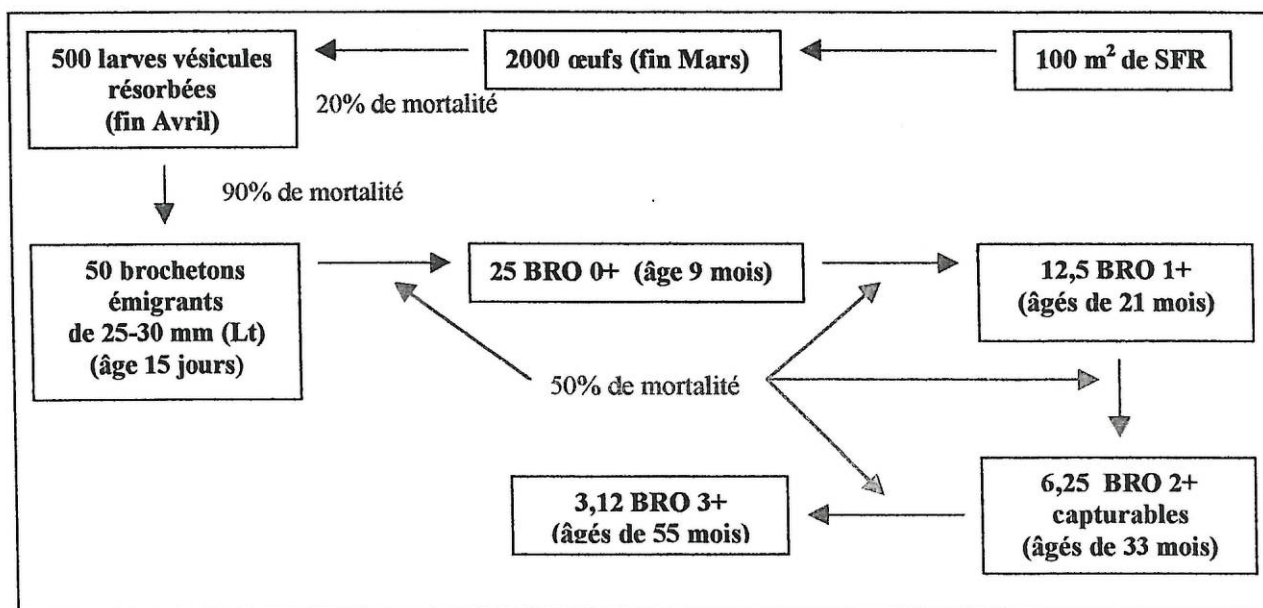 100 m² de SFR
2000 œufs (fin Mars)
500 larves vésicules
résorbées
(fin Avril)
20% de mortalité
90% de mortalité
50 brochetons
émigrants
de 25-30 mm (Lt)
(âge 15 jours)
25 BRO 0+ (âge 9 mois)
12,5 BRO 1+
(âgés de 21 mois)
50% de mortalité
6,25 BRO 2+
capturables
(âgés de 33 mois)
3,12 BRO 3+
(âgés de 55 mois)